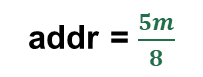 addr = 5m/8